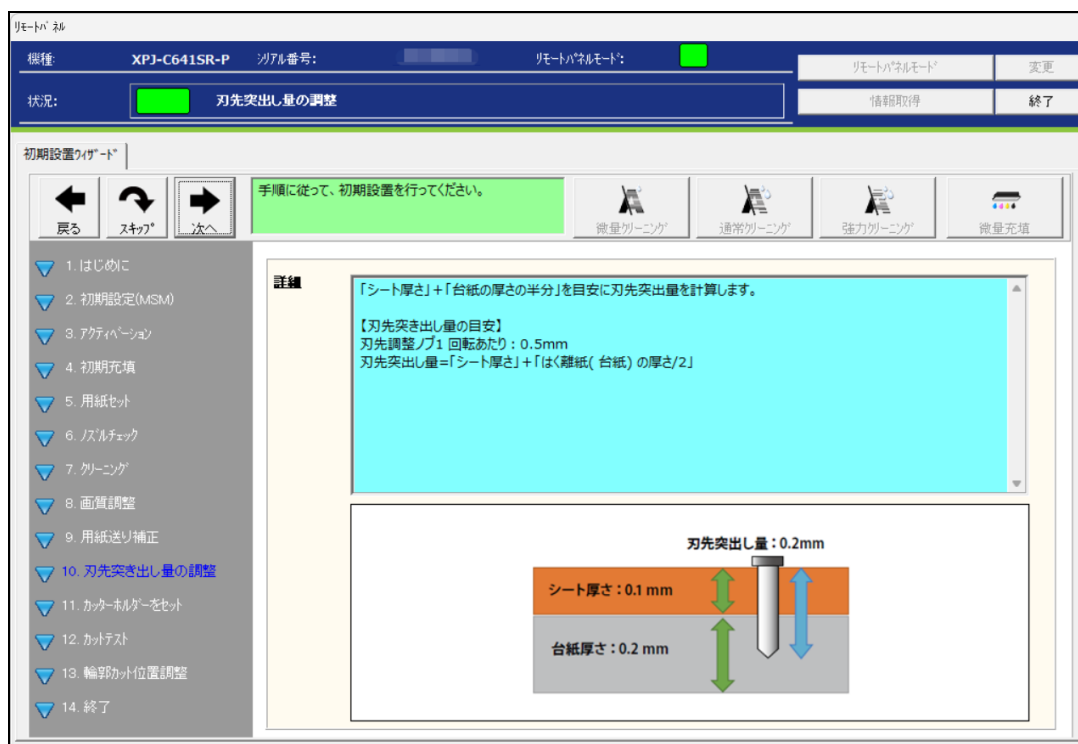 ﾘﾓｰﾄﾊﾟﾈﾙ
機種:
XPJ-C641SR-P
ｼﾘｱﾙ番号:
ﾘﾓｰﾄﾊﾟﾈﾙﾓｰﾄﾞ:
ﾘﾓｰﾄﾊﾟﾈﾙﾓｰﾄﾞ
変更
状況:
刃先突出し量の調整
情報取得
終了
初期設置ｳｨｻﾞｰﾄﾞ
戻る
ｽｷｯﾌﾟ
次へ
手順に従って、初期設置を行ってください。
微量ｸﾘｰﾆﾝｸﾞ
通常ｸﾘｰﾆﾝｸﾞ
強力ｸﾘｰﾆﾝｸﾞ
微量充填
1. はじめに
2. 初期設定(MSM)
3. ｱｸﾃｨﾍﾞｰｼｮﾝ
4. 初期充填
5. 用紙ｾｯﾄ
6. ﾉｽﾞﾙﾁｪｯｸ
7. ｸﾘｰﾆﾝｸﾞ
8. 画質調整
9. 用紙送り補正
10. 刃先突き出し量の調整
11. ｶｯﾀｰﾎﾙﾀﾞｰをｾｯﾄ
12. ｶｯﾄﾃｽﾄ
13. 輪郭ｶｯﾄ位置調整
14. 終了
詳細
「シート厚さ」+「台紙の厚さの半分」を目安に刃先突出量を計算します。
【刃先突き出し量の目安】
刃先調整ノブ1 回転あたり : 0.5mm
刃先突出し量=「シート厚さ」+「はく離紙( 台紙) の厚さ/2」
刃先突出し量：0.2mm
シート厚さ：0.1 mm
台紙厚さ：0.2 mm